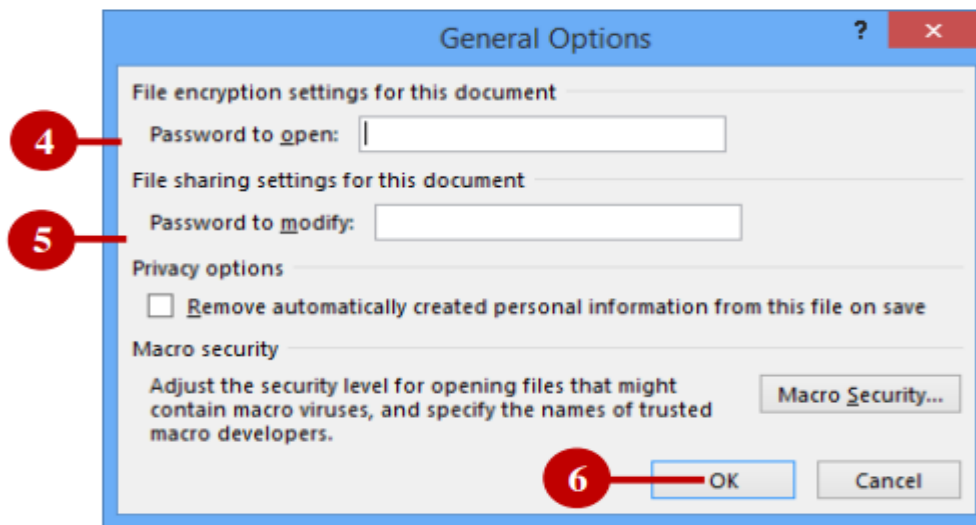 General Options
? ×
File encryption settings for this document
4
Password to open:
File sharing settings for this document
5
Password to modify:
Privacy options
Remove automatically created personal information from this file on save
Macro security
Adjust the security level for opening files that might
contain macro viruses, and specify the names of trusted
macro developers.
Macro Security...
6
OK
Cancel